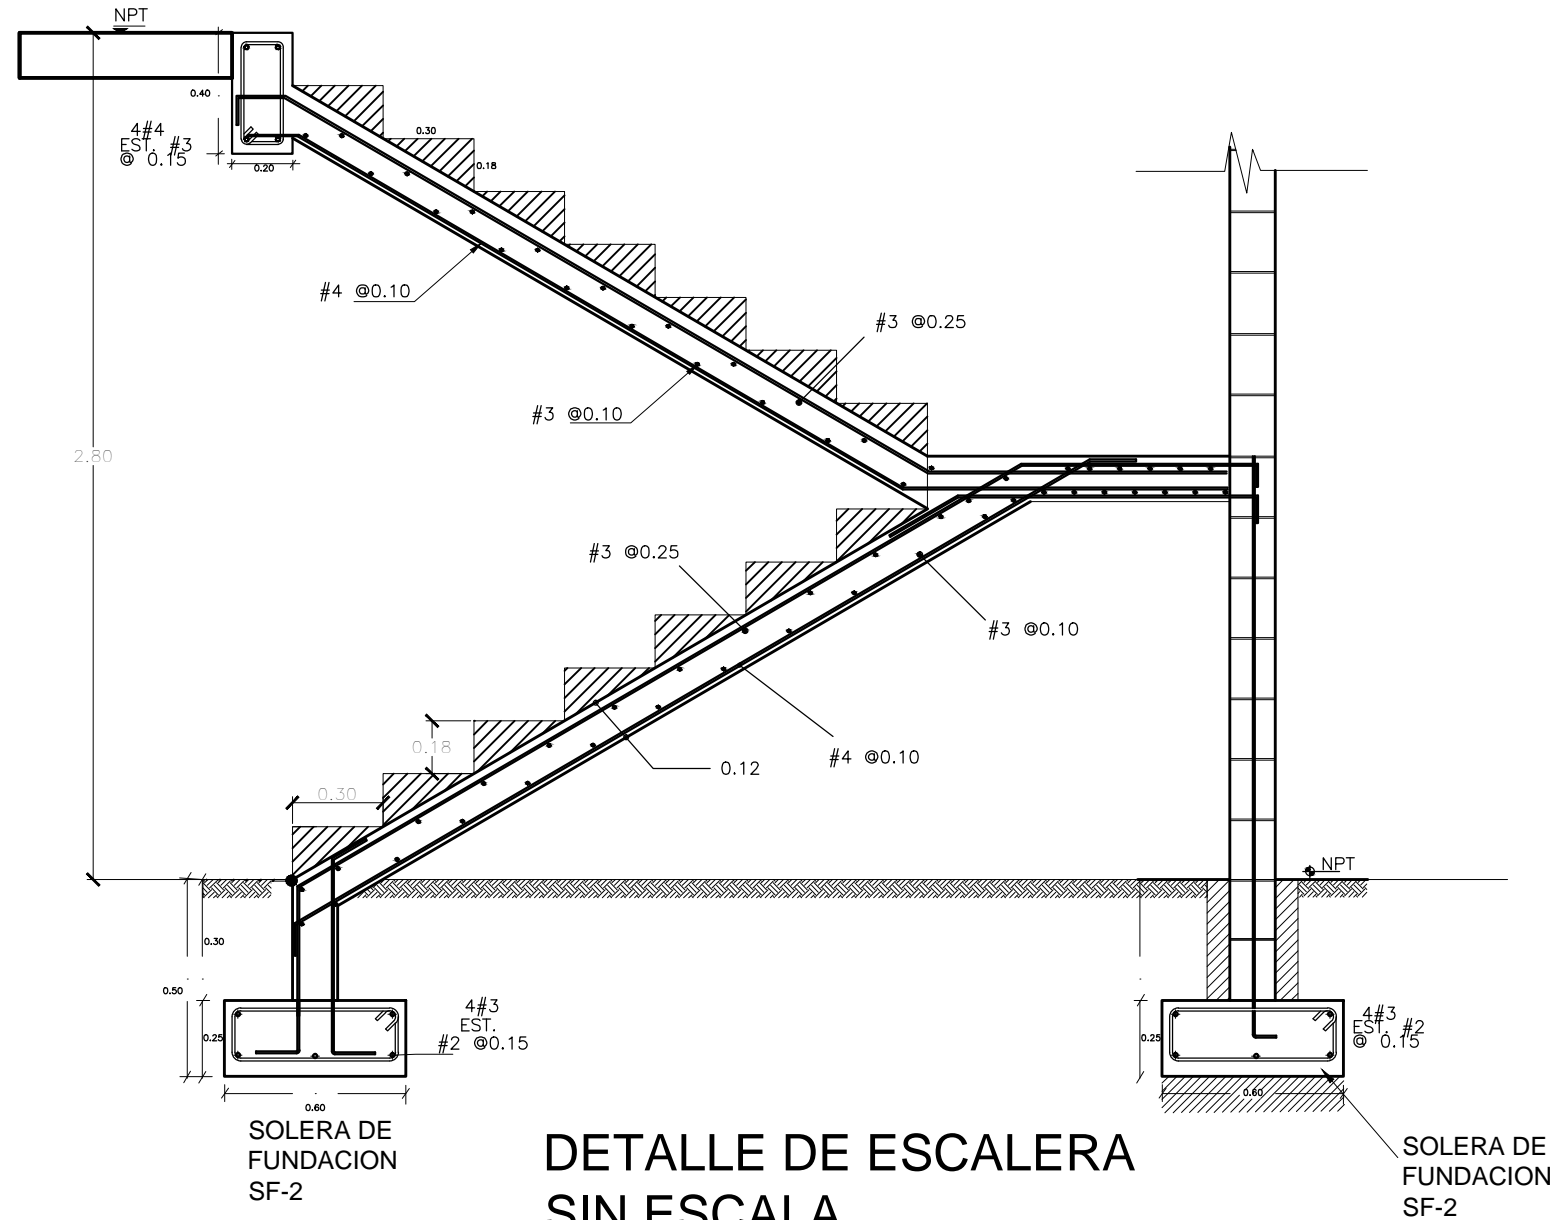 NPT
0.40
4#4
EST. #3
@ 0.15
0.20
0.30
0.18
#4 @0.10
#3 @0.25
#3 @0.10
2.80
#3 @0.25
#3 @0.10
0.18
#4 @0.10
0.12
0.30
NPT
0.30
0.50
0.25
4#3
EST.
#2 @0.15
0.60
0.25
4#3
EST. #2
@ 0.15
0.60
SOLERA DE
FUNDACION
SF-2
DETALLE DE ESCALERA
SIN ESCALA
SOLERA DE
FUNDACION
SF-2